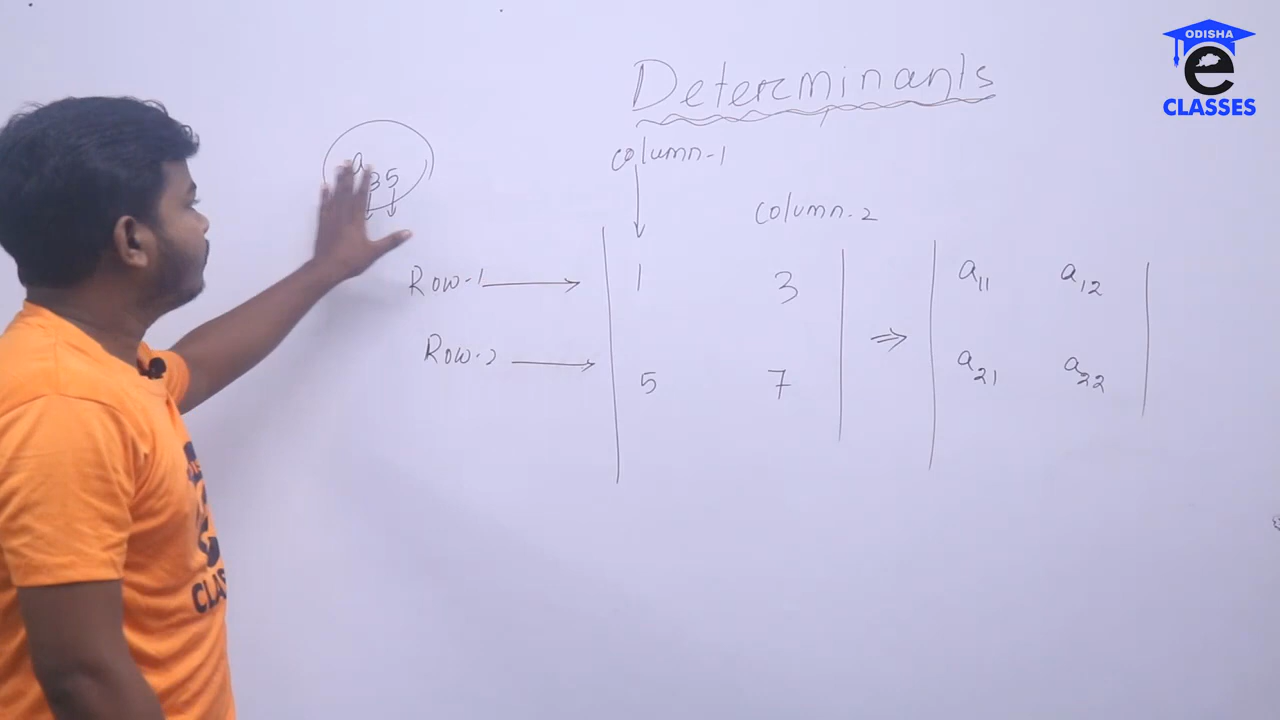 Determinants
ODISHA
e
CLASSES
column-1
a35
column-2
Row-1 1 3 ⇒ a11 a12
Row-2 5 7 a21 a22